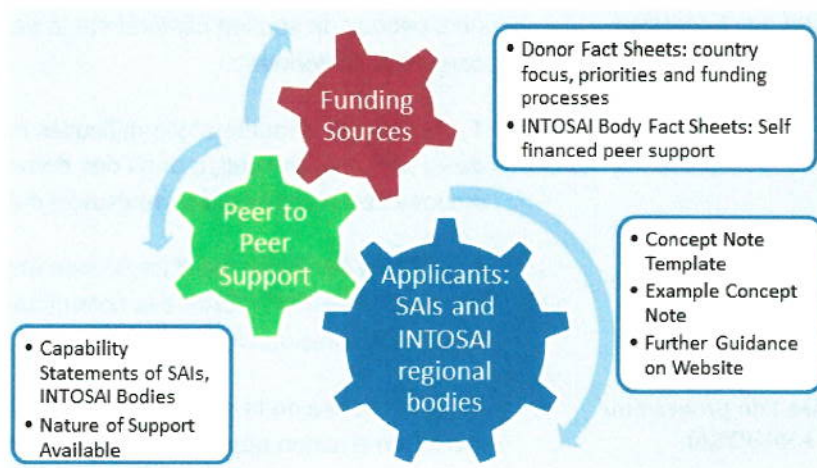 Funding
Sources
• Donor Fact Sheets: country
focus, priorities and funding
processes
• INTOSAI Body Fact Sheets: Self
financed peer support
Peer to
Peer
Support
Applicants:
SAIs and
INTOSAI
regional
bodies
• Concept Note
Template
• Example Concept
Note
• Further Guidance
on Website
• Capability
Statements of SAIs,
INTOSAI Bodies
• Nature of Support
Available